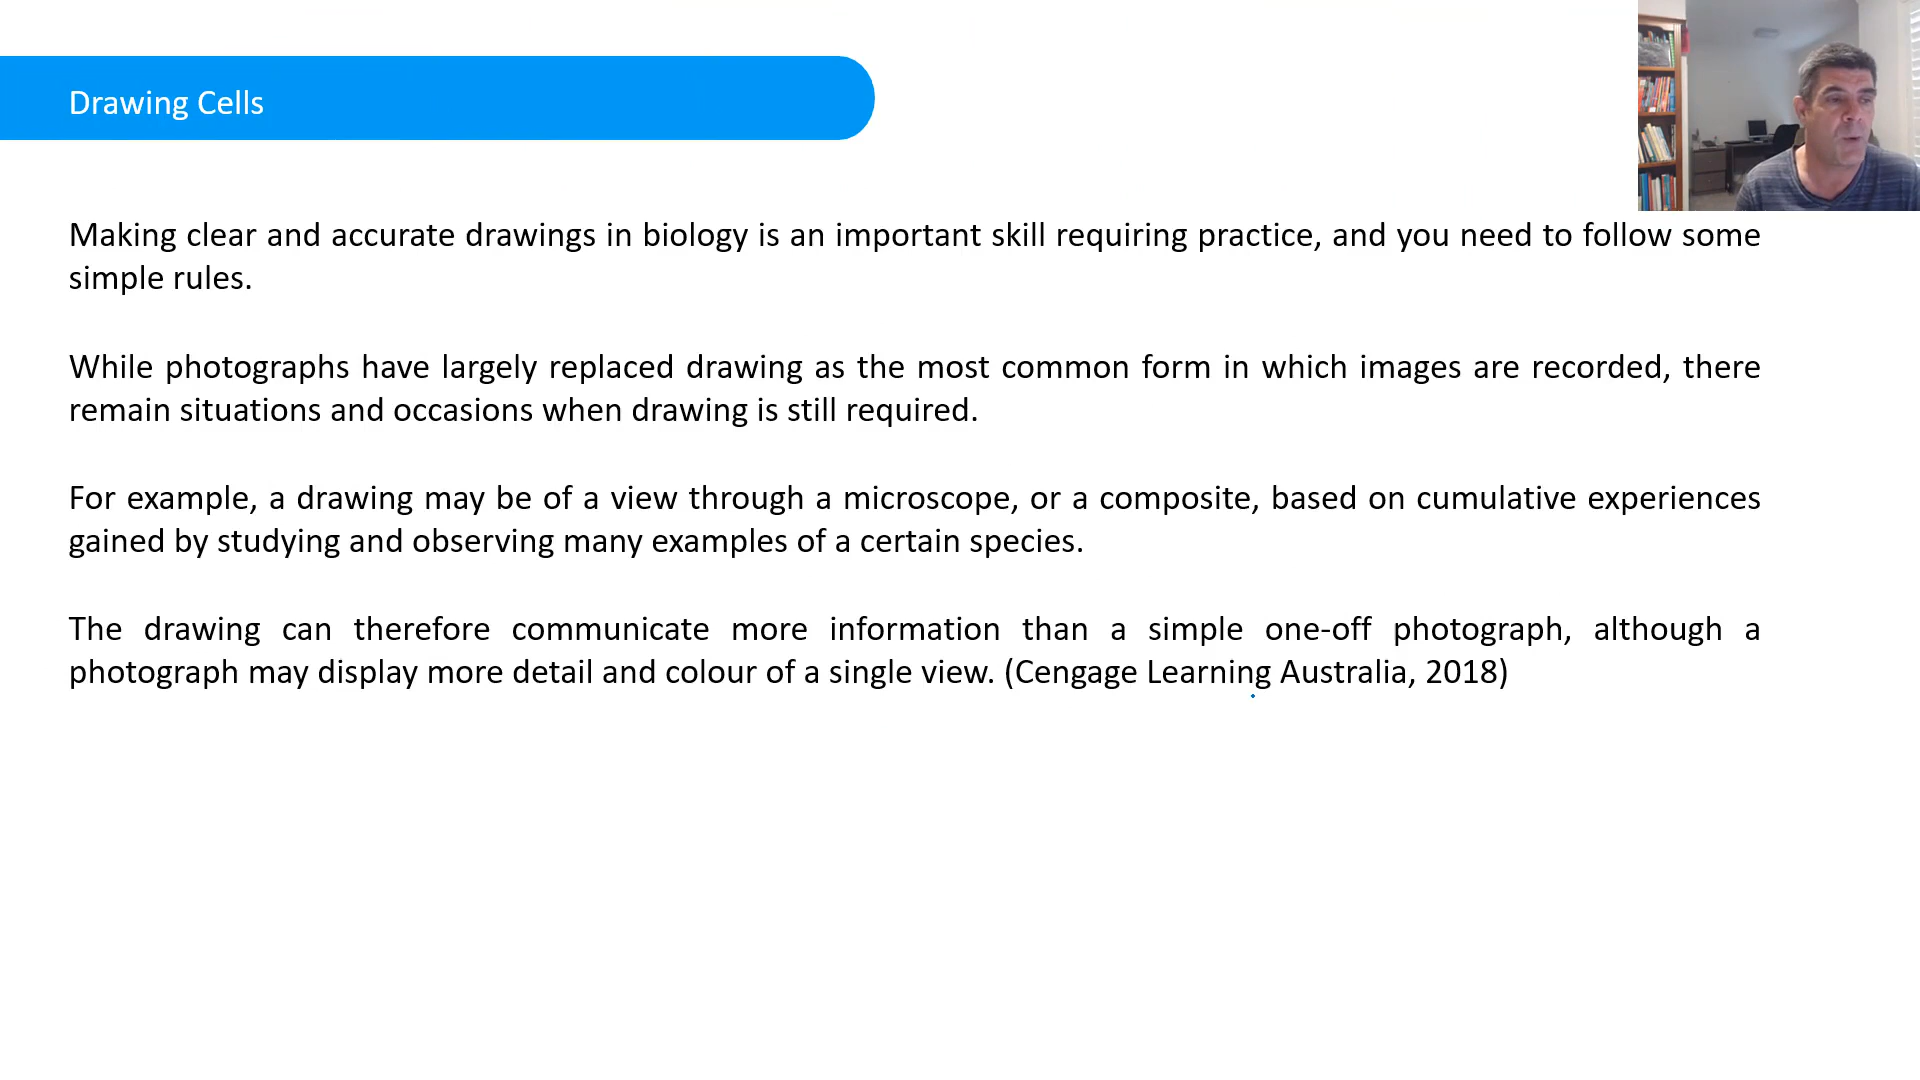 Drawing Cells
Making clear and accurate drawings in biology is an important skill requiring practice, and you need to follow some
simple rules.
While photographs have largely replaced drawing as the most common form in which images are recorded, there
remain situations and occasions when drawing is still required.
For example, a drawing may be of a view through a microscope, or a composite, based on cumulative experiences
gained by studying and observing many examples of a certain species.
The drawing can therefore communicate more information than a simple one-off photograph, although a
photograph may display more detail and colour of a single view. (Cengage Learning Australia, 2018)